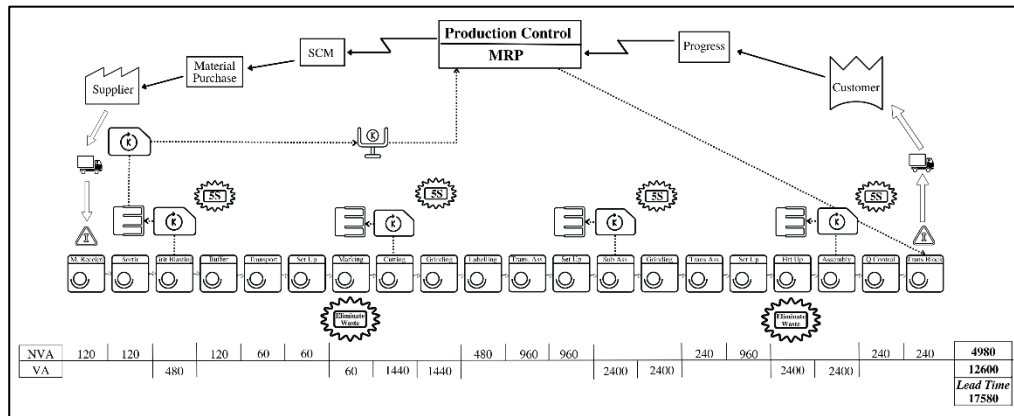 Production Control
MRP
SCM
Progress
Material
Purchase
Supplier
Customer
K
K
5S
5S
5S
5S
K
K
K
K
I
I
M. Receive
Sortir
Grit Blasting
Buffer
Transport
Set Up
Marking
Cutting
Grinding
Labelling
Trans. Ass
Set Up
Sub Ass
Grinding
Trans Ass
Set Up
Fitt Up
Assembly
Q Control
Trans Block
Eliminate
Waste
Eliminate
Waste
NVA 120 120 120 60 60 480 960 960 240 960 240 240 4980
VA 480 60 1440 1440 2400 2400 2400 2400 12600
Lead Time
17580